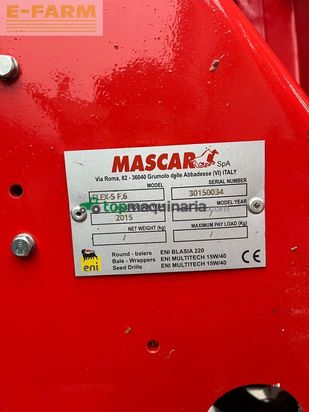 E-FARM
MASCAR SpA
Via Roma, 82 - 36040 Grumolo delle Abbadesse (VI) ITALY
MODEL SERIAL NUMBER
FLEX-5 F.6 30150034
topmaquinaria.com
MODEL YEAR
2015
NET WEIGHT (kg) MAXIMUM PAY LOAD (Kg)
/ /
Round - balers ENI BLASIA 220
Bale - Wrappers ENI MULTITECH 15W/40
Seed Drills ENI MULTITECH 15W/40
eni CE